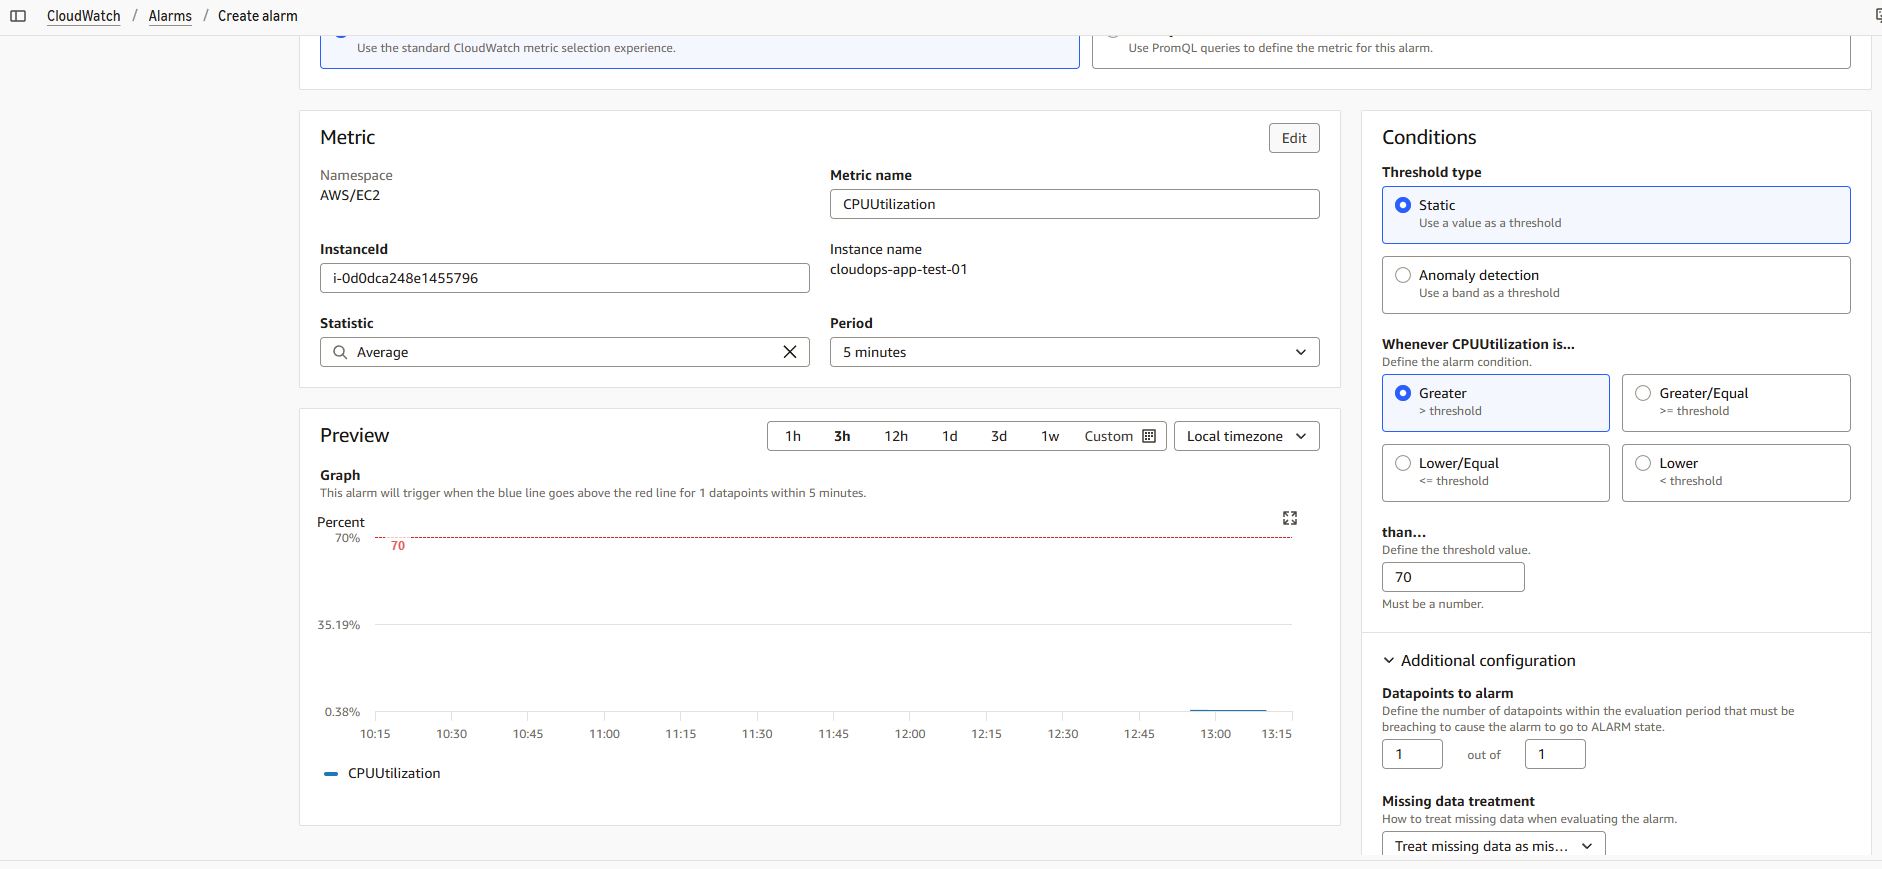 CloudWatch / Alarms / Create alarm
Use the standard CloudWatch metric selection experience.
Use PromQL queries to define the metric for this alarm.
Metric
Edit
Namespace
AWS/EC2
Metric name
CPUUtilization
InstanceId
i-0d0dca248e1455796
Instance name
cloudops-app-test-01
Statistic
Average
Period
5 minutes
Preview
1h 3h 12h 1d 3d 1w Custom
Local timezone
Graph
This alarm will trigger when the blue line goes above the red line for 1 datapoints within 5 minutes.
Percent
70%
70
35.19%
0.38%
10:15 10:30 10:45 11:00 11:15 11:30 11:45 12:00 12:15 12:30 12:45 13:00 13:15
CPUUtilization
Conditions
Threshold type
Static
Use a value as a threshold
Anomaly detection
Use a band as a threshold
Whenever CPUUtilization is...
Define the alarm condition.
Greater
> threshold
Greater/Equal
>= threshold
Lower/Equal
<= threshold
Lower
< threshold
than...
Define the threshold value.
70
Must be a number.
Additional configuration
Datapoints to alarm
Define the number of datapoints within the evaluation period that must be
breaching to cause the alarm to go to ALARM state.
1 out of 1
Missing data treatment
How to treat missing data when evaluating the alarm.
Treat missing data as mis...